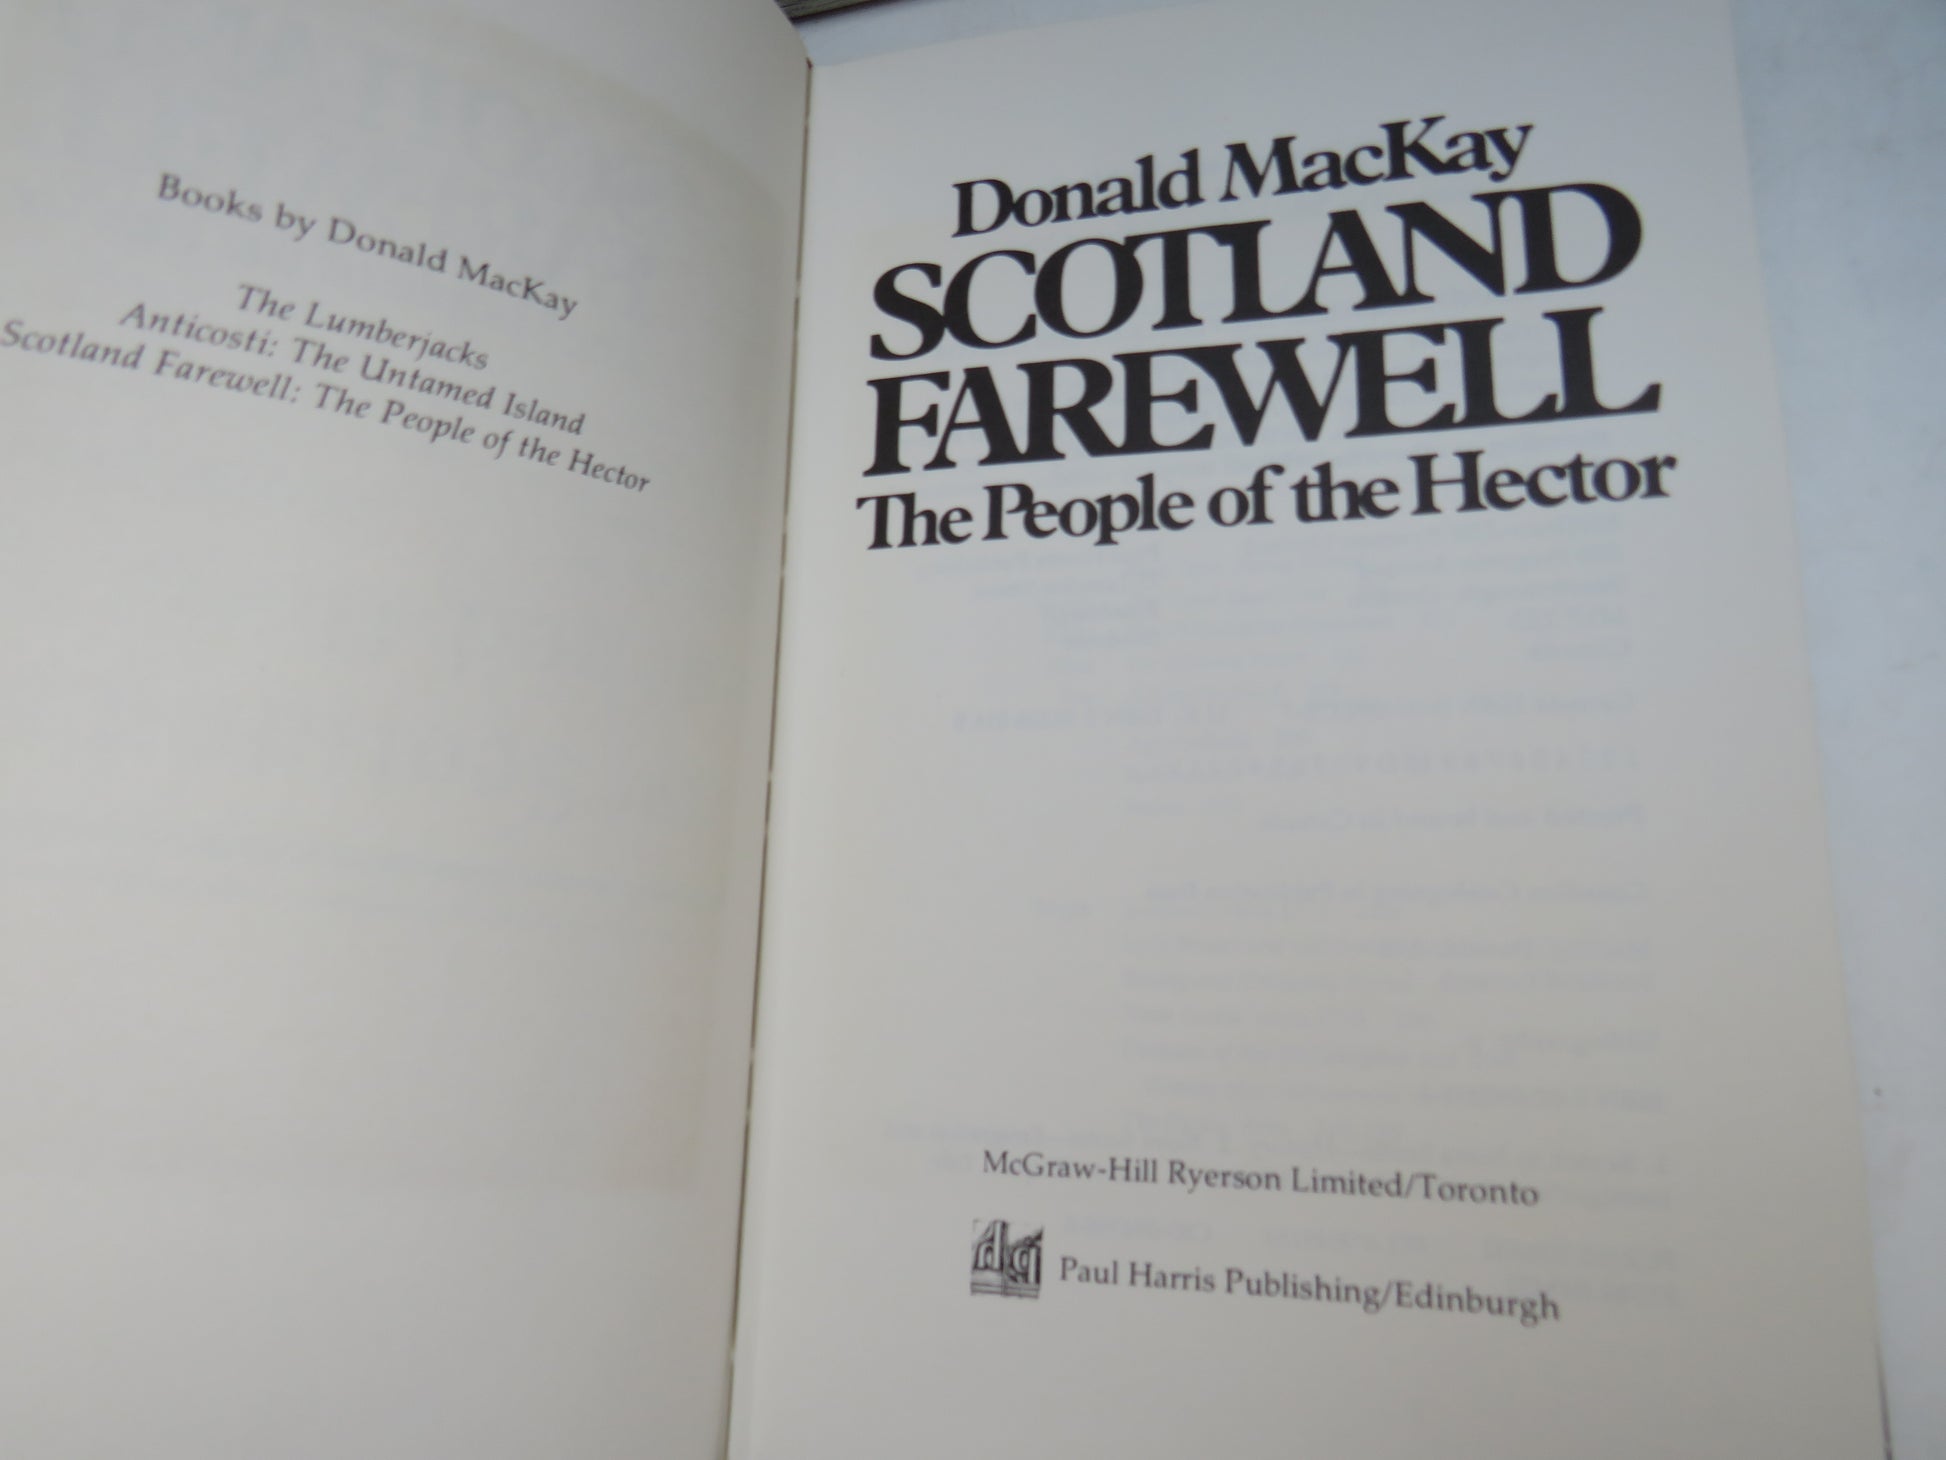 Books by Donald MacKay
The Lumberjacks
Anticosti: The Untamed Island
Scotland Farewell: The People of the Hector
Donald MacKay
SCOTLAND
FAREWELL
The People of the Hector
McGraw-Hill Ryerson Limited/Toronto
Paul Harris Publishing/Edinburgh